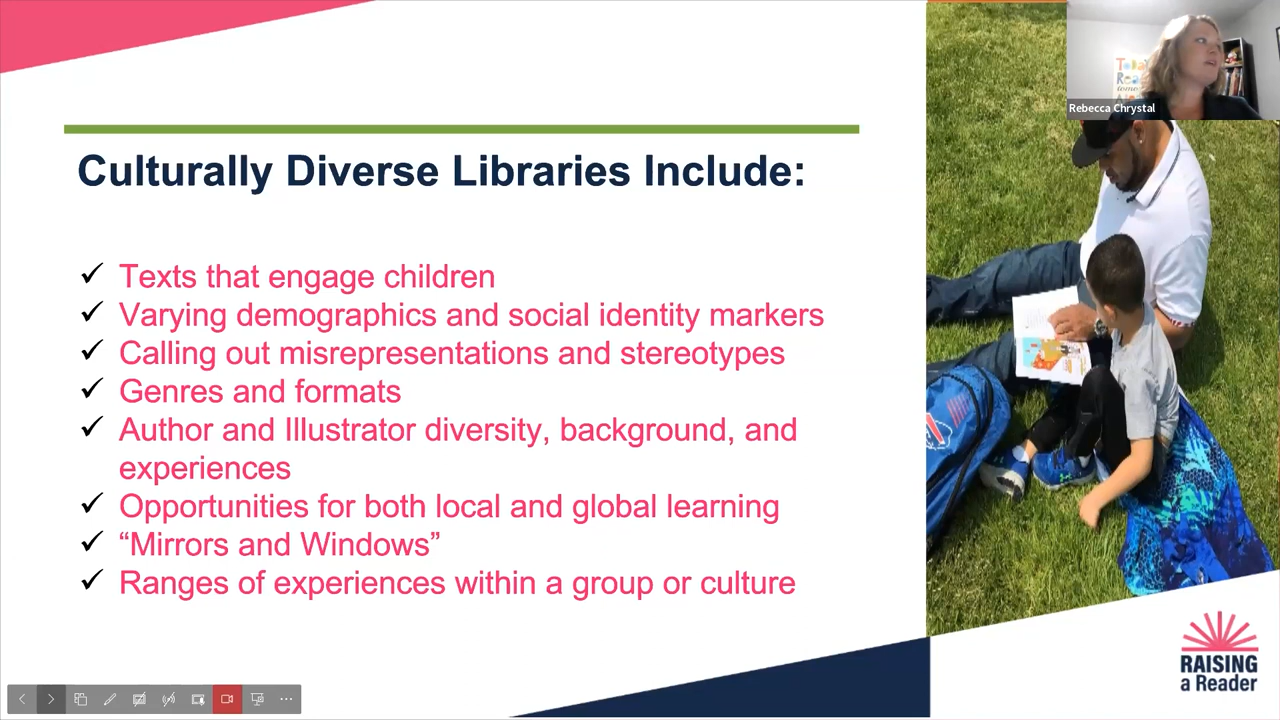 Culturally Diverse Libraries Include:
✓ Texts that engage children
✓ Varying demographics and social identity markers
✓ Calling out misrepresentations and stereotypes
✓ Genres and formats
✓ Author and Illustrator diversity, background, and
experiences
✓ Opportunities for both local and global learning
✓ “Mirrors and Windows”
✓ Ranges of experiences within a group or culture
Rebecca Chrystal
RAISING
a Reader